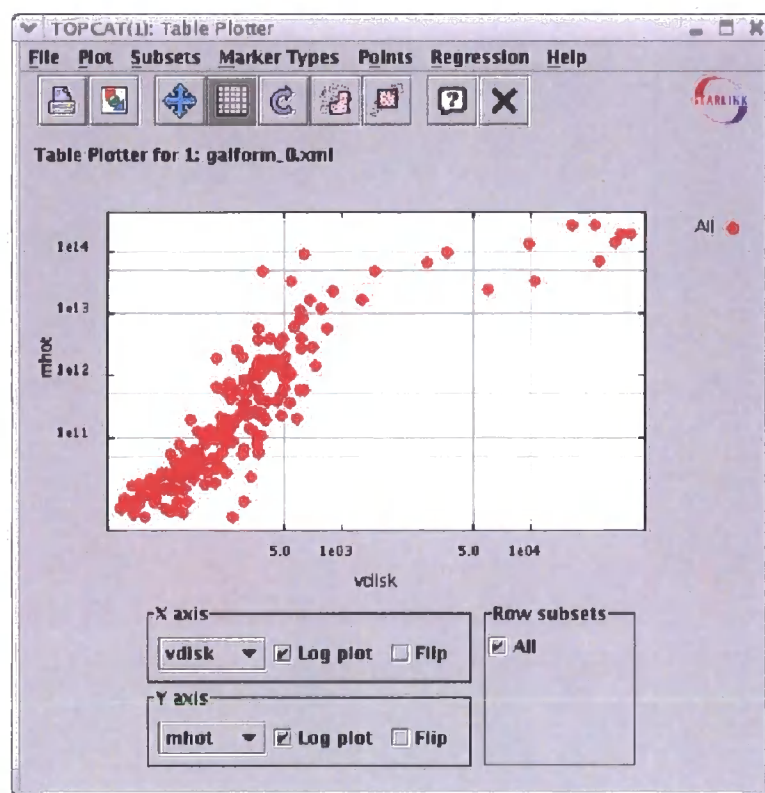 TOPCAT(1): Table Plotter
File Plot Subsets Marker Types Points Regression Help
STARLINK
Table Plotter for 1: galform_0.xml
All
1e14
1e13
1e12
1e11
mhot
5.0 1e03 5.0 1e04
vdisk
X axis
vdisk Log plot Flip
Y axis
mhot Log plot Flip
Row subsets
All